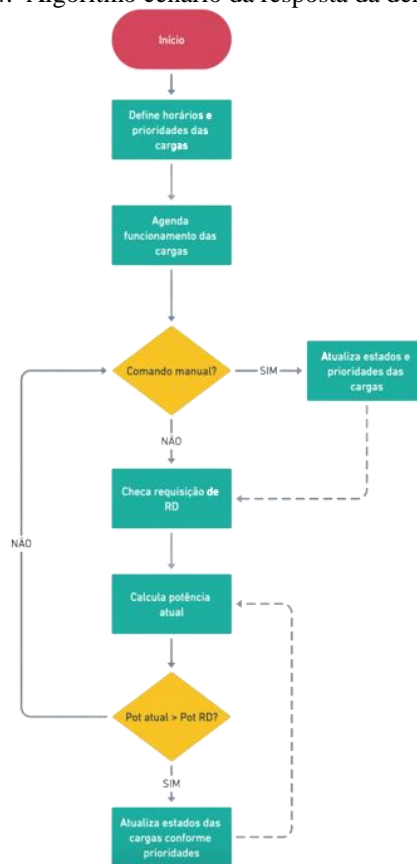 Algoritmo cenário da resposta da
Início
Define horários e
prioridades das
cargas
Agenda
funcionamento das
cargas
Comando manual?
SIM
Atualiza estados e
prioridades das
cargas
NÃO
Checa requisição de
RD
NÃO
Calcula potência
atual
Pot atual > Pot RD?
SIM
Atualiza estados das
cargas conforme
prioridades